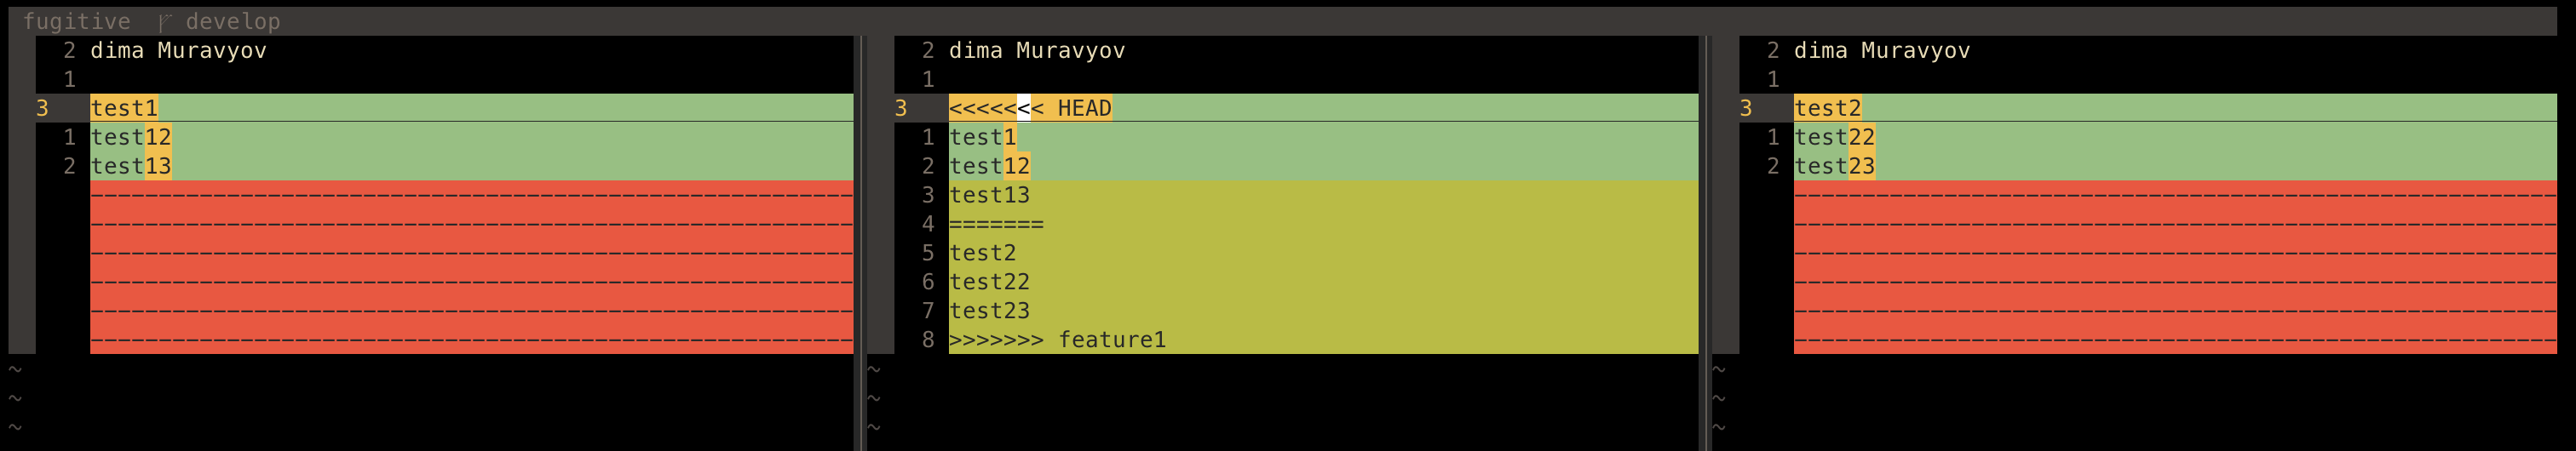 fugitive develop
2 dima Muravyov
1
3 test1
1 test12
2 test13
------------------------------------------------------------
------------------------------------------------------------
------------------------------------------------------------
------------------------------------------------------------
------------------------------------------------------------
------------------------------------------------------------
~
~
~
2 dima Muravyov
1
3 <<<<<<< HEAD
1 test1
2 test12
3 test13
4 =======
5 test2
6 test22
7 test23
8 >>>>>>> feature1
~
~
~
2 dima Muravyov
1
3 test2
1 test22
2 test23
------------------------------------------------------------
------------------------------------------------------------
------------------------------------------------------------
------------------------------------------------------------
------------------------------------------------------------
------------------------------------------------------------
~
~
~